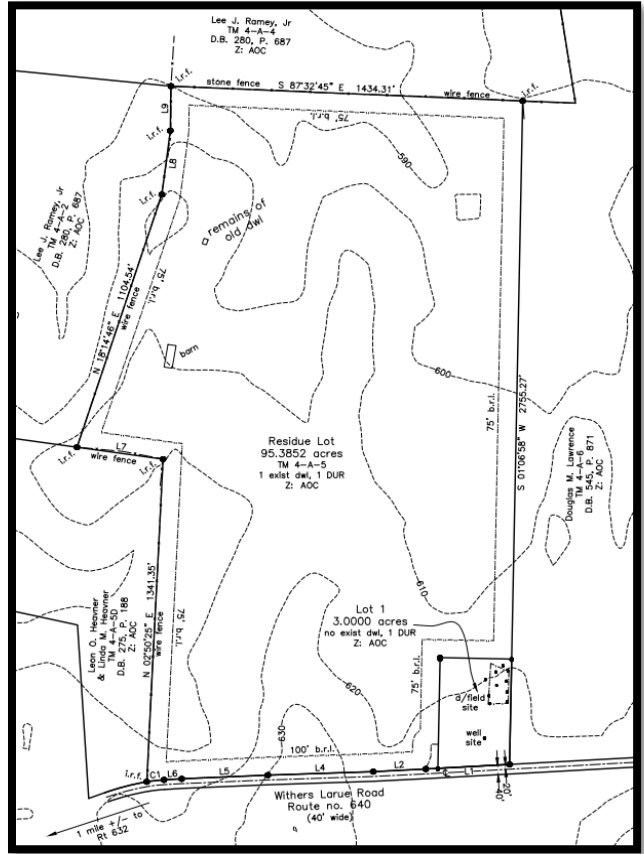 Lee J. Ramey, Jr
TM 4-A-4
D.B. 280, P. 687
Z: AOC
i.r.f.
stone fence S 87°32'45" E 1434.31' wire fence
i.r.f.
L9
75' b.r.l.
i.r.f.
L8
590
i.r.f.
Lee J. Ramey, Jr
TM 4-A-2
D.B. 280, P. 687
Z: AOC
remains of
old dwl
N 18°14'46" E 1104.54'
wire fence
75' b.r.l.
barn
600
S 01°06'58" W 2755.27'
75' b.r.l.
L7
wire fence
i.r.f.
i.r.f.
Residue Lot
95.3852 acres
TM 4-A-5
1 exist dwl, 1 DUR
Z: AOC
Douglas M. Lawrence
TM 4-A-6
D.B. 545, P. 871
Z: AOC
610
Leon O. Heavner
& Linda M. Heavner
TM 4-A-5D
D.B. 275, P. 188
Z: AOC
N 02°50'25" E 1341.35'
wire fence
75' b.r.l.
Lot 1
3.0000 acres
no exist dwl, 1 DUR
Z: AOC
620
75' b.r.l.
d/field
site
630
well
site
100' b.r.l.
i.r.f.
C1
L6
L5
L4
L2
L1
20'
40'
Withers Larue Road
Route no. 640
(40' wide)
1 mile +/- to
Rt 632